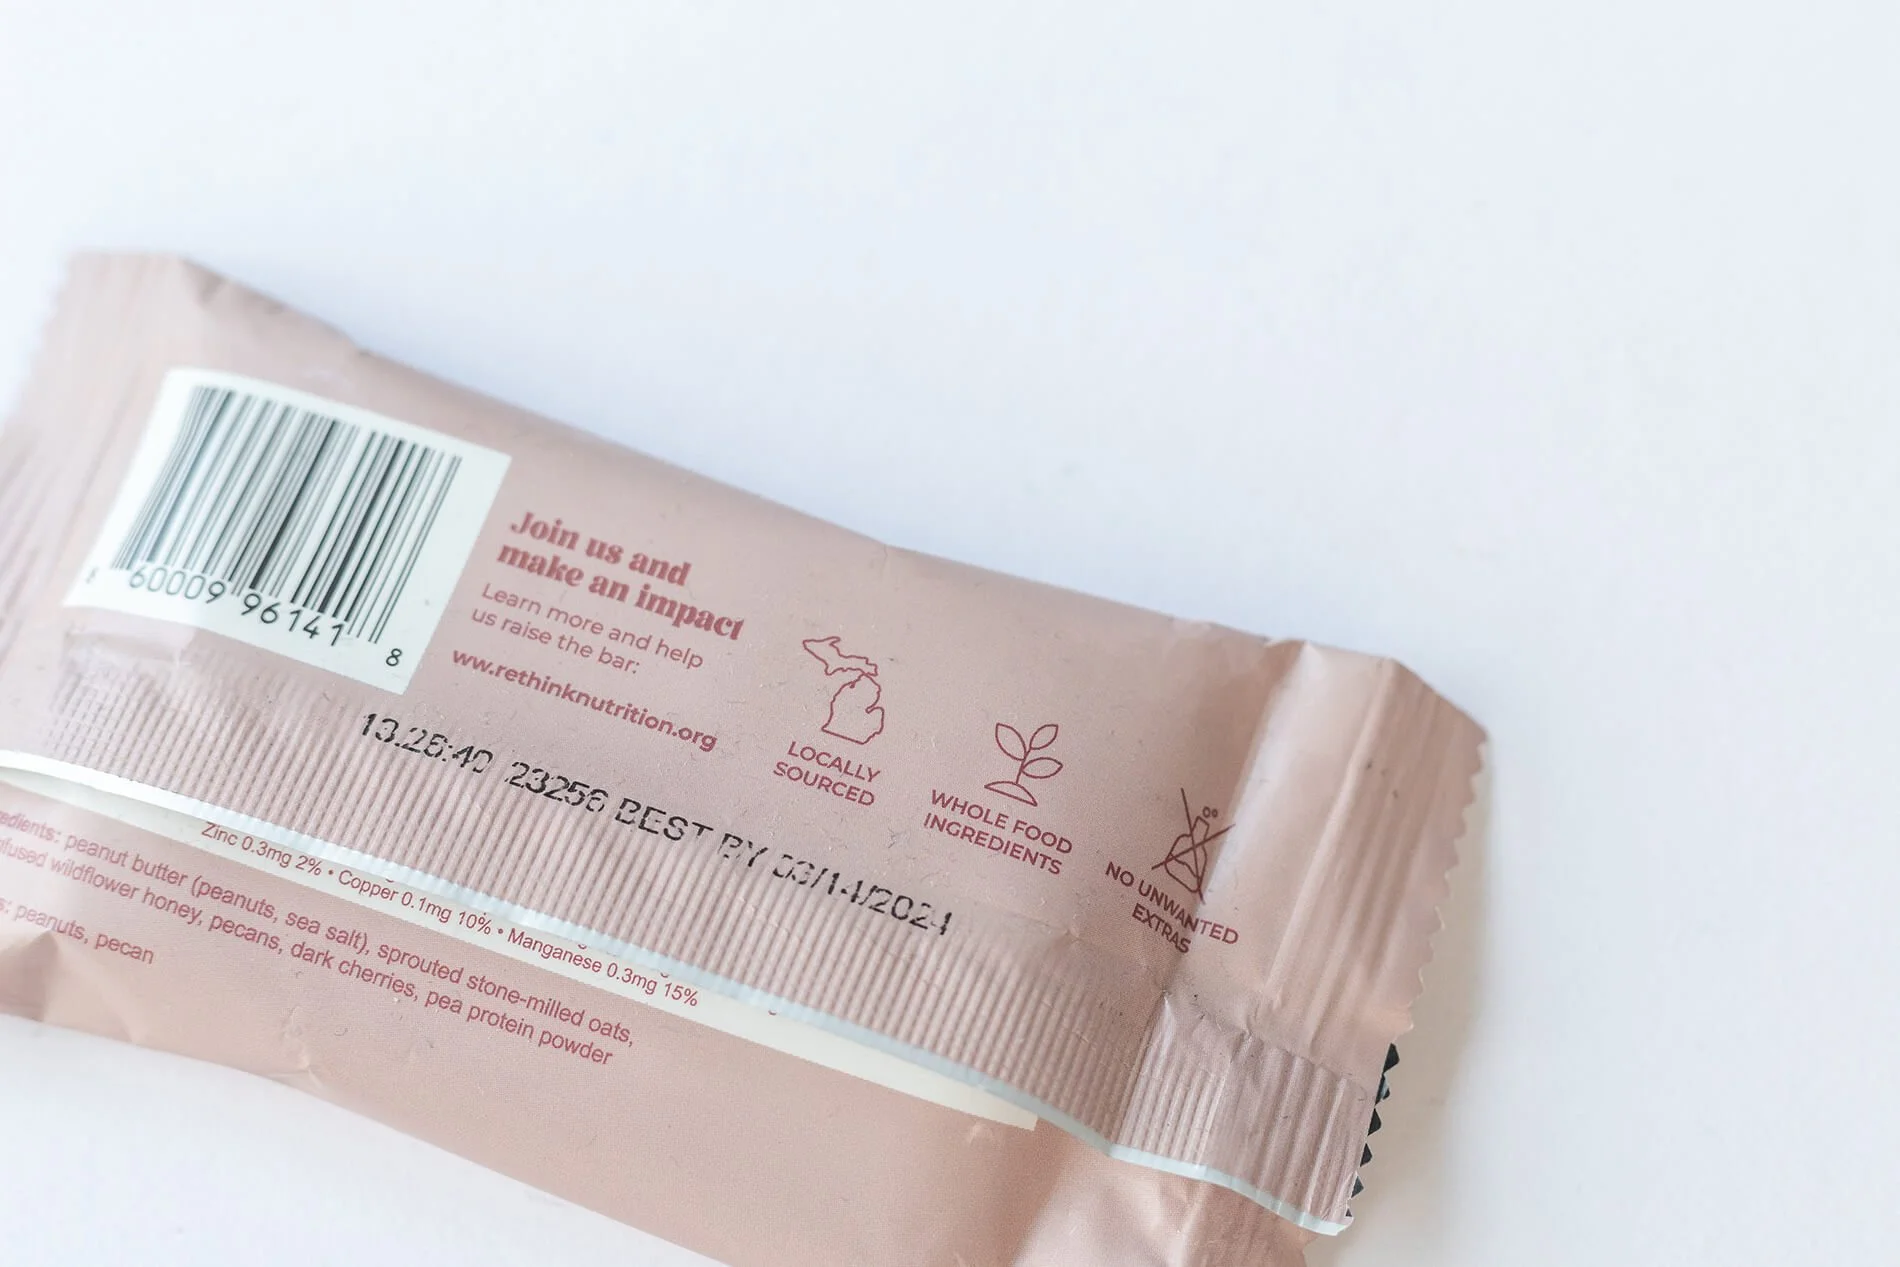 8 60009 96141 8
Join us and
make an impact
Learn more and help
us raise the bar:
ww.rethinknutrition.org
LOCALLY
SOURCED
WHOLE FOOD
INGREDIENTS
NO UNWANTED
EXTRAS
13:26:40 23256 BEST BY 03/14/2024
Zinc 0.3mg 2% • Copper 0.1mg 10% • Manganese 0.3mg 15%
edients: peanut butter (peanuts, sea salt), sprouted stone-milled oats,
fused wildflower honey, pecans, dark cherries, pea protein powder
s: peanuts, pecan